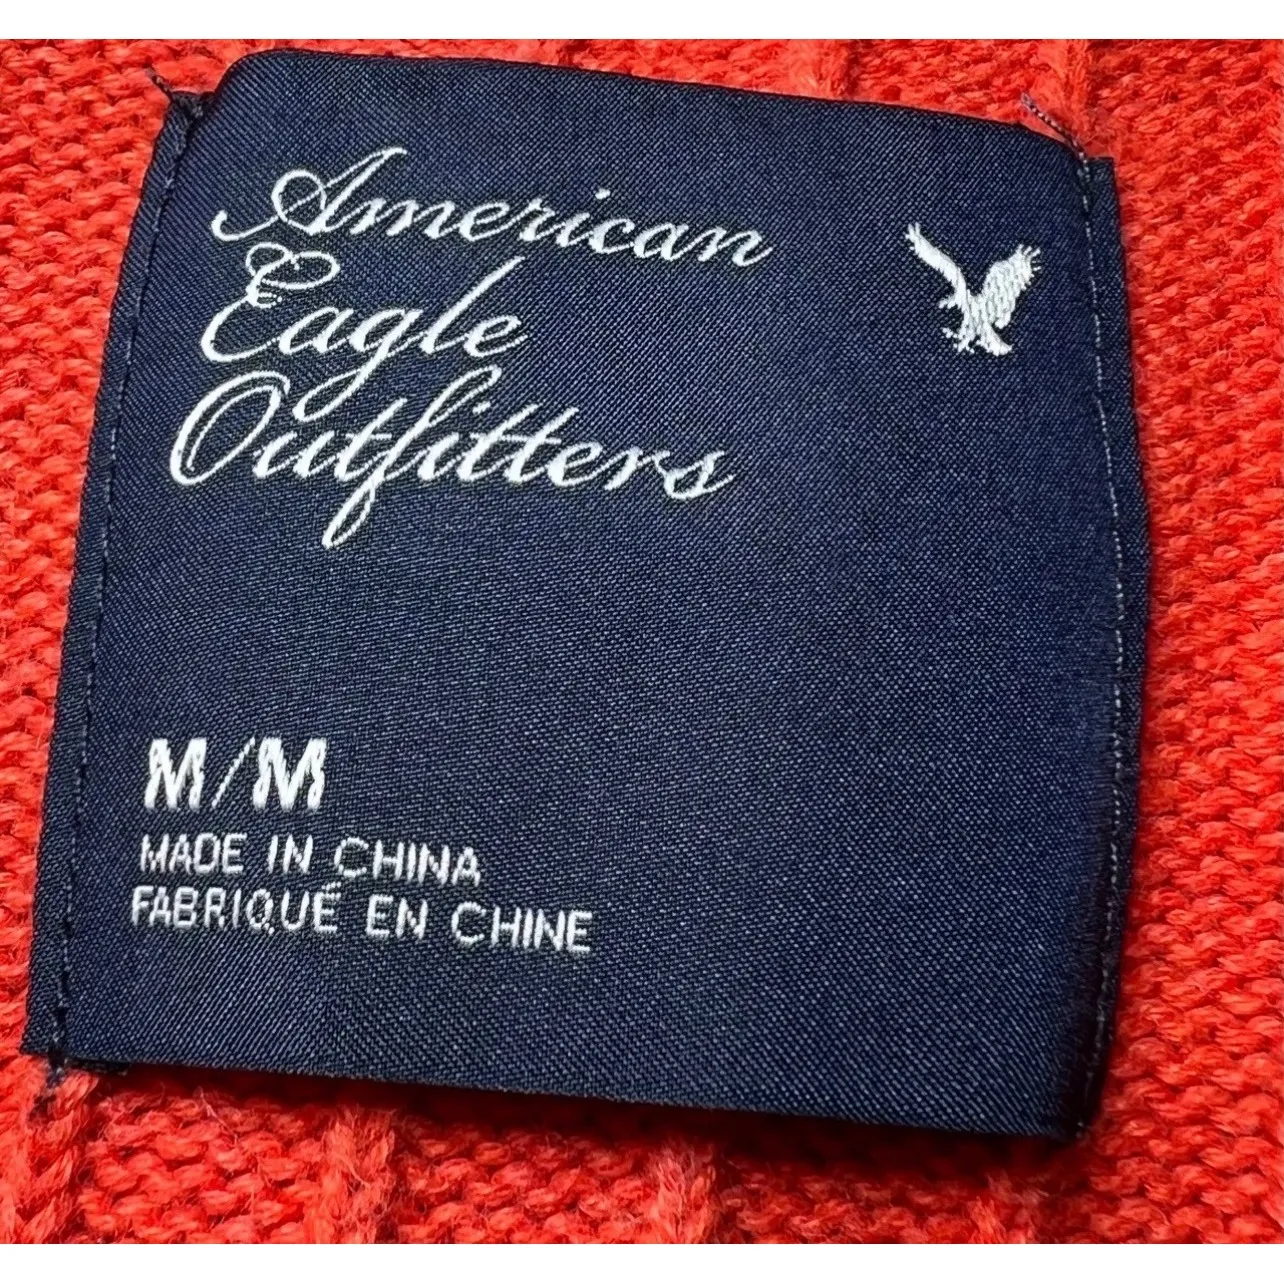 American
Eagle
Outfitters
M/M
MADE IN CHINA
FABRIQUÉ EN CHINE